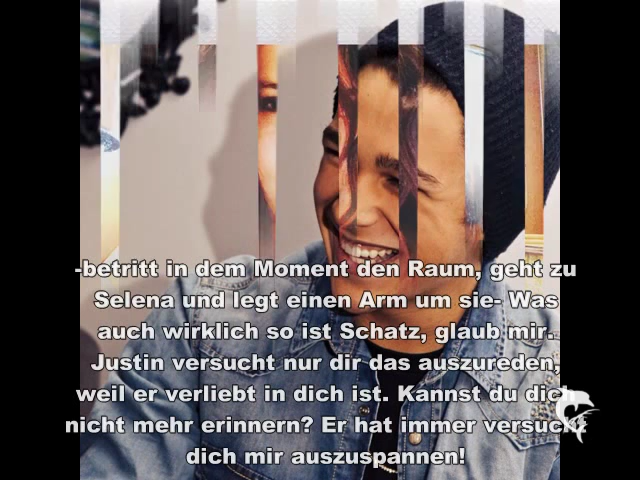 -betritt in dem Moment den Raum, geht zu
Selena und legt einen Arm um sie- Was
auch wirklich so ist Schatz, glaub mir.
Justin versucht nur dir das auszureden,
weil er verliebt in dich ist. Kannst du dich
nicht mehr erinnern? Er hat immer versucht
dich mir auszuspannen!